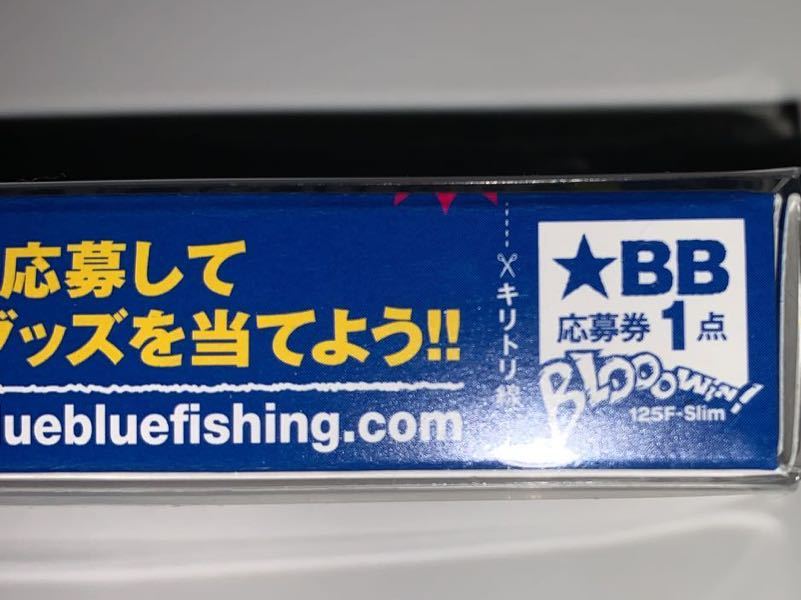 応募して
グッズを当てよう!!
luebluefishing.com
キリトリ線
★BB
応募券1点
BLOOOWIN!
125F-Slim